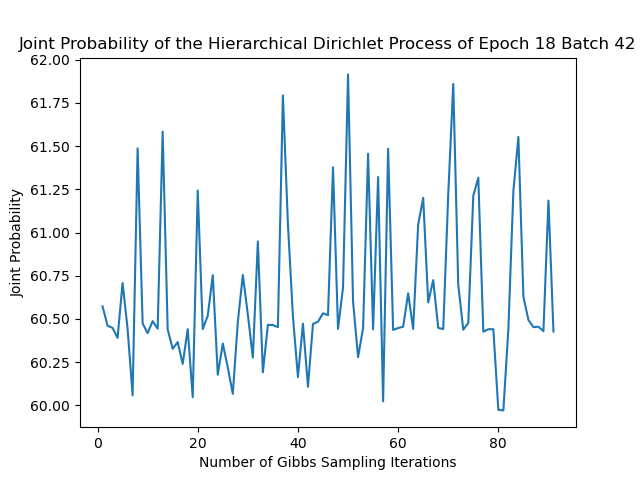 Joint Probability of the Hierarchical Dirichlet Process of Epoch 18 Batch 42
62.00
61.75
61.50
61.25
61.00
60.75
60.50
60.25
60.00
Joint Probability
0 20 40 60 80
Number of Gibbs Sampling Iterations